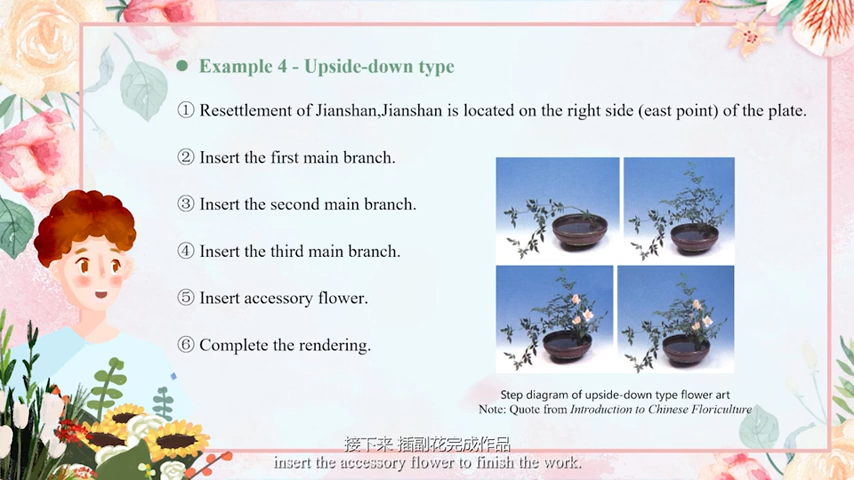 Example 4 - Upside-down type
① Resettlement of Jianshan,Jianshan is located on the right side (east point) of the plate.
② Insert the first main branch.
③ Insert the second main branch.
④ Insert the third main branch.
⑤ Insert accessory flower.
⑥ Complete the rendering.
Step diagram of upside-down type flower art
Note: Quote from Introduction to Chinese Floriculture
接下来 插副花完成作品
insert the accessory flower to finish the work.